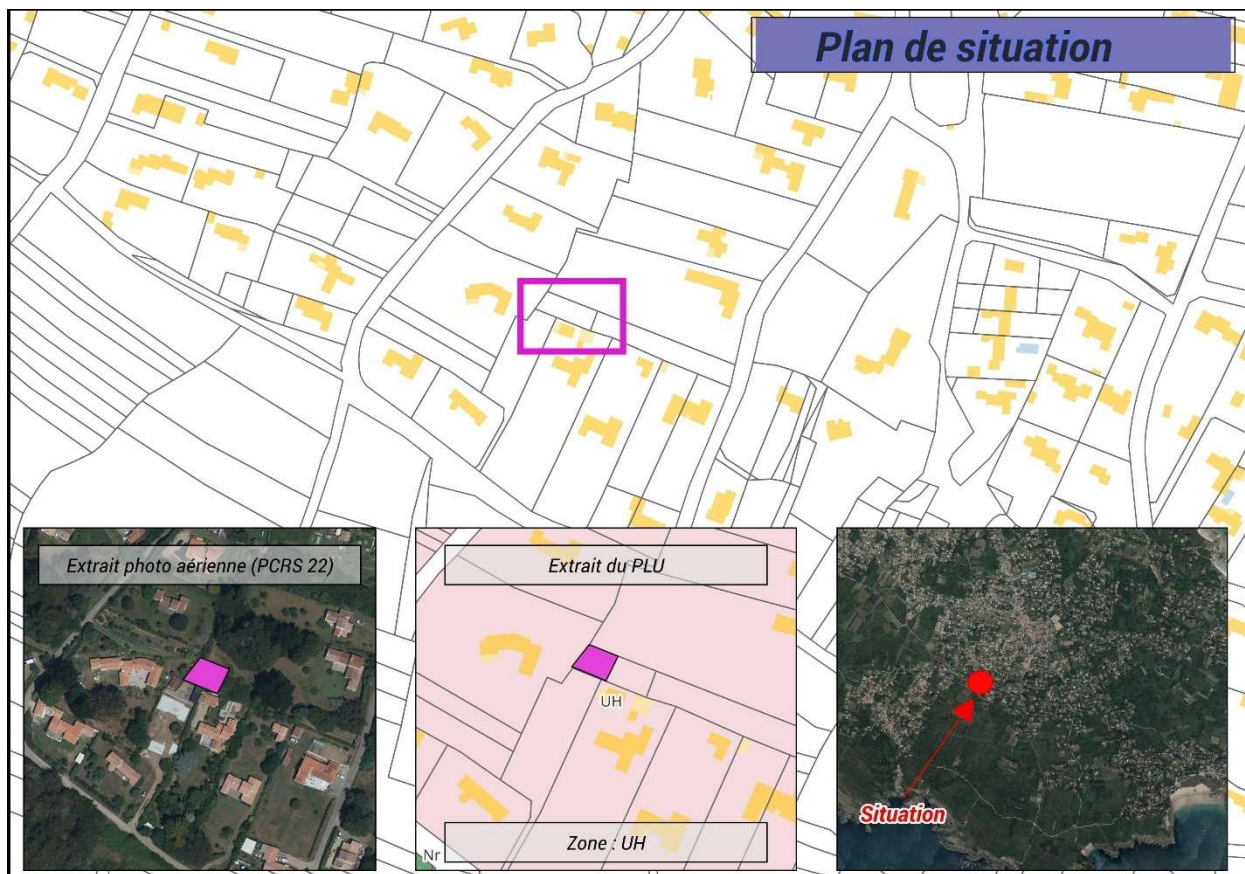 Plan de situation
Extrait photo aérienne (PCRS 22)
Extrait du PLU
UH
Situation
Nr
Zone : UH